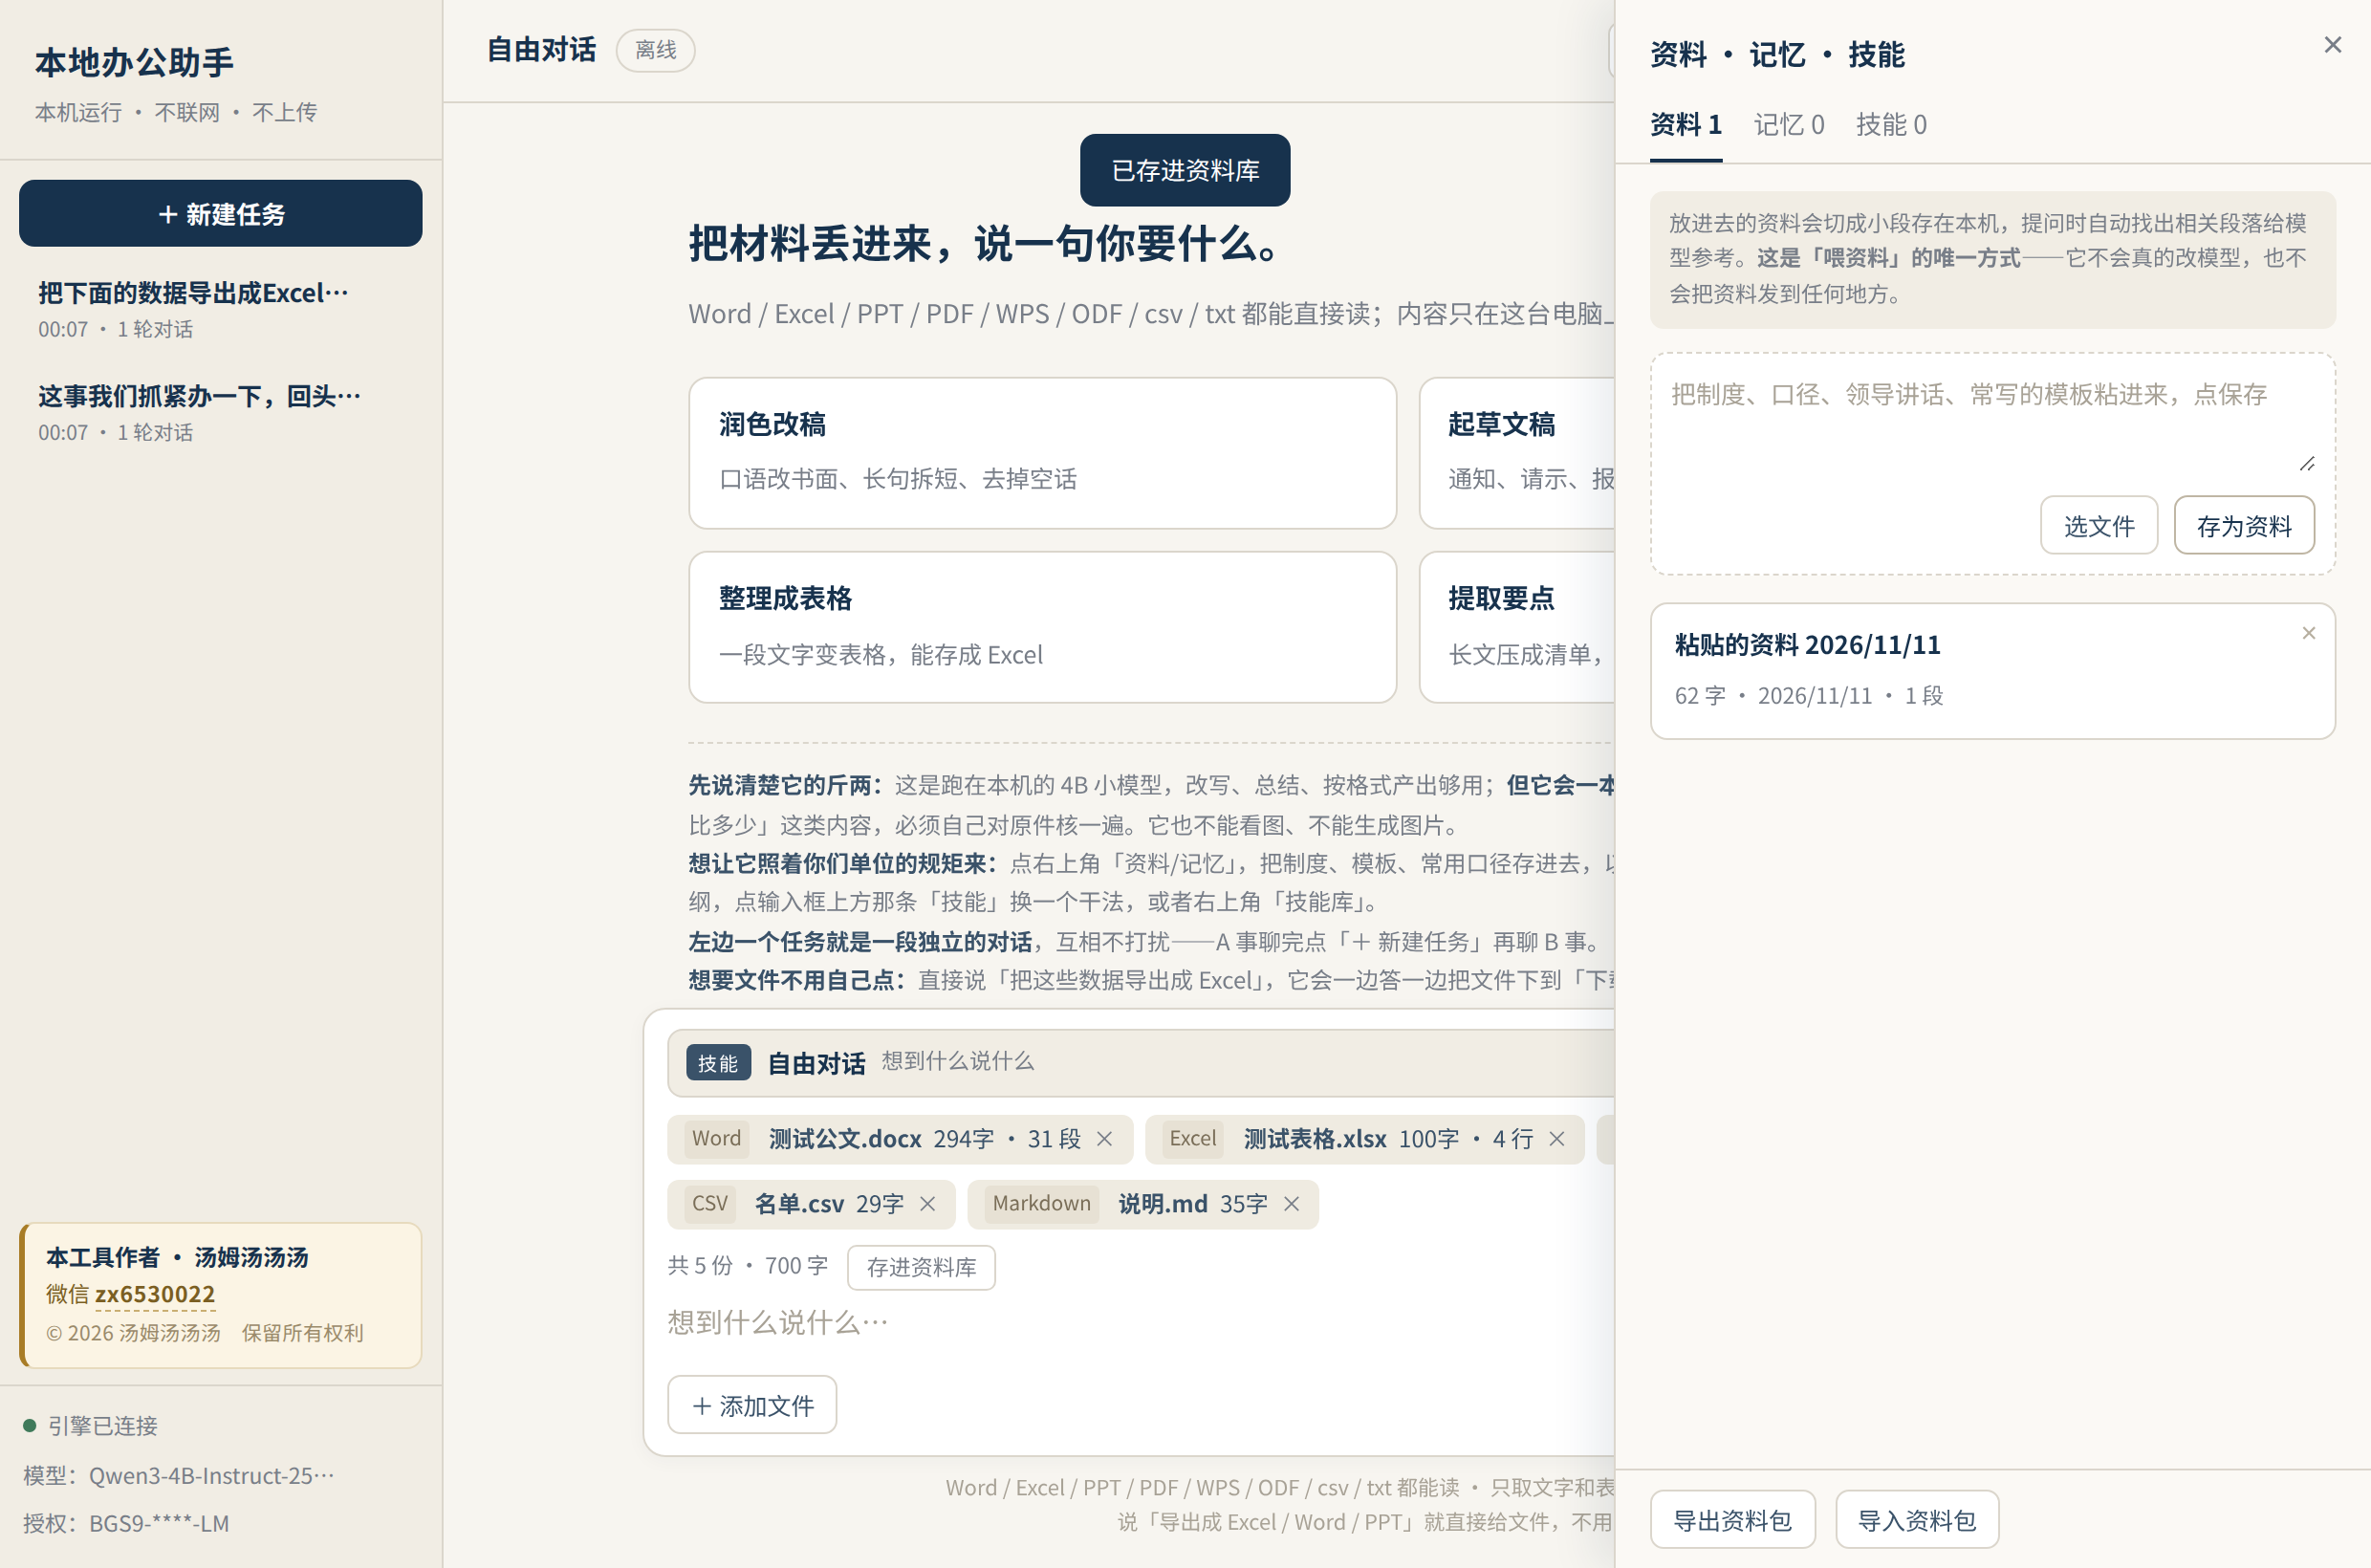 本地办公助手
本机运行 · 不联网 · 不上传
＋ 新建任务
把下面的数据导出成Excel…
00:07 · 1 轮对话
这事我们抓紧办一下，回头…
00:07 · 1 轮对话
本工具作者 · 汤姆汤汤汤
微信 zx6530022
© 2026 汤姆汤汤汤 保留所有权利
引擎已连接
模型：Qwen3-4B-Instruct-25…
授权：BGS9-****-LM
自由对话 离线
已存进资料库
把材料丢进来，说一句你要什么。
Word / Excel / PPT / PDF / WPS / ODF / csv / txt 都能直接读；内容只在这台电脑
润色改稿
口语改书面、长句拆短、去掉空话
起草文稿
通知、请示、报
整理成表格
一段文字变表格，能存成 Excel
提取要点
长文压成清单，
先说清楚它的斤两：这是跑在本机的 4B 小模型，改写、总结、按格式产出够用；但它会一本
比多少」这类内容，必须自己对原件核一遍。它也不能看图、不能生成图片。
想让它照着你们单位的规矩来：点右上角「资料/记忆」，把制度、模板、常用口径存进去，
纲，点输入框上方那条「技能」换一个干法，或者右上角「技能库」。
左边一个任务就是一段独立的对话，互相不打扰——A 事聊完点「＋ 新建任务」再聊 B 事。
想要文件不用自己点：直接说「把这些数据导出成 Excel」，它会一边答一边把文件下到「下
技能 自由对话 想到什么说什么
Word 测试公文.docx 294字 · 31 段 ×
Excel 测试表格.xlsx 100字 · 4 行 ×
CSV 名单.csv 29字 ×
Markdown 说明.md 35字 ×
共 5 份 · 700 字 存进资料库
想到什么说什么…
＋ 添加文件
Word / Excel / PPT / PDF / WPS / ODF / csv / txt 都能读 · 只取文字和表
说「导出成 Excel / Word / PPT」就直接给文件，不用
资料 · 记忆 · 技能 ×
资料 1 记忆 0 技能 0
放进去的资料会切成小段存在本机，提问时自动找出相关段落给模
型参考。这是「喂资料」的唯一方式——它不会真的改模型，也不
会把资料发到任何地方。
把制度、口径、领导讲话、常写的模板粘进来，点保存
选文件 存为资料
粘贴的资料 2026/11/11 ×
62 字 · 2026/11/11 · 1 段
导出资料包 导入资料包